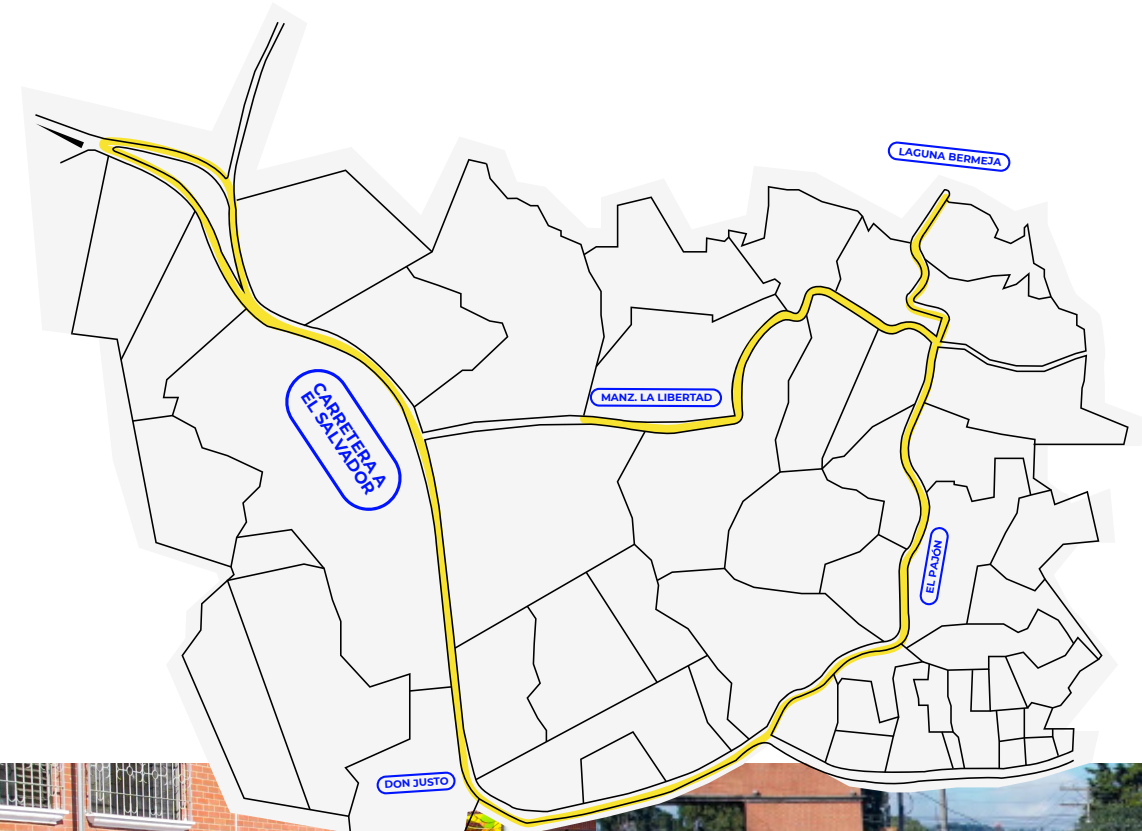 LAGUNA BERMEJA
CARRETERA A
EL SALVADOR
MANZ. LA LIBERTAD
EL PAJÓN
DON JUSTO